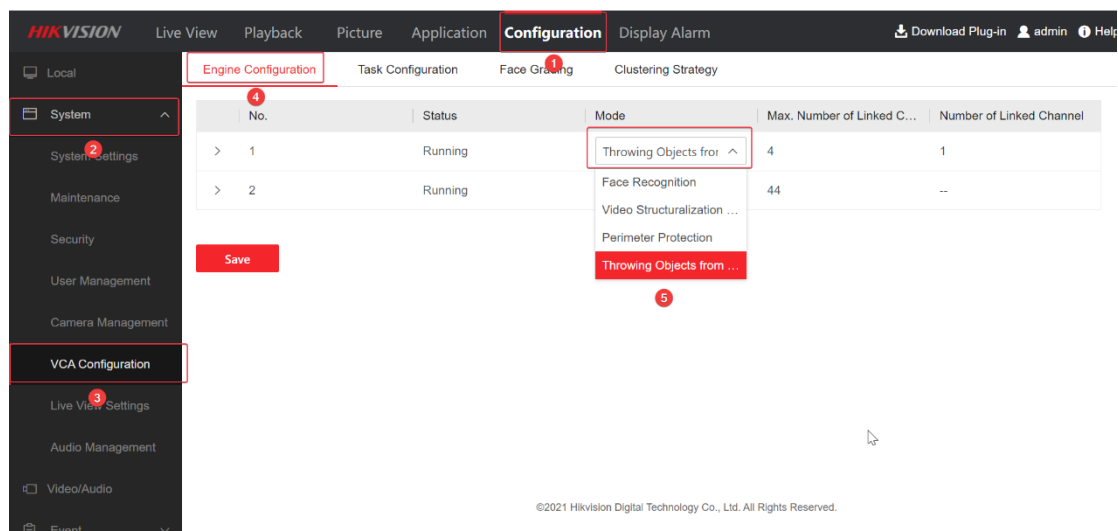 HIKVISION Live View Playback Picture Application Configuration Display Alarm Download Plug-in admin Help
1
Local
Engine Configuration Task Configuration Face Grading Clustering Strategy
4
System
No. Status Mode Max. Number of Linked C... Number of Linked Channel
2
System Settings
1 Running Throwing Objects fror 4 1
Face Recognition
2 Running 44 --
Maintenance
Video Structuralization ...
Security
Perimeter Protection
Save
Throwing Objects from ...
User Management
5
Camera Management
VCA Configuration
3
Live View Settings
Audio Management
Video/Audio
©2021 Hikvision Digital Technology Co., Ltd. All Rights Reserved.
Event